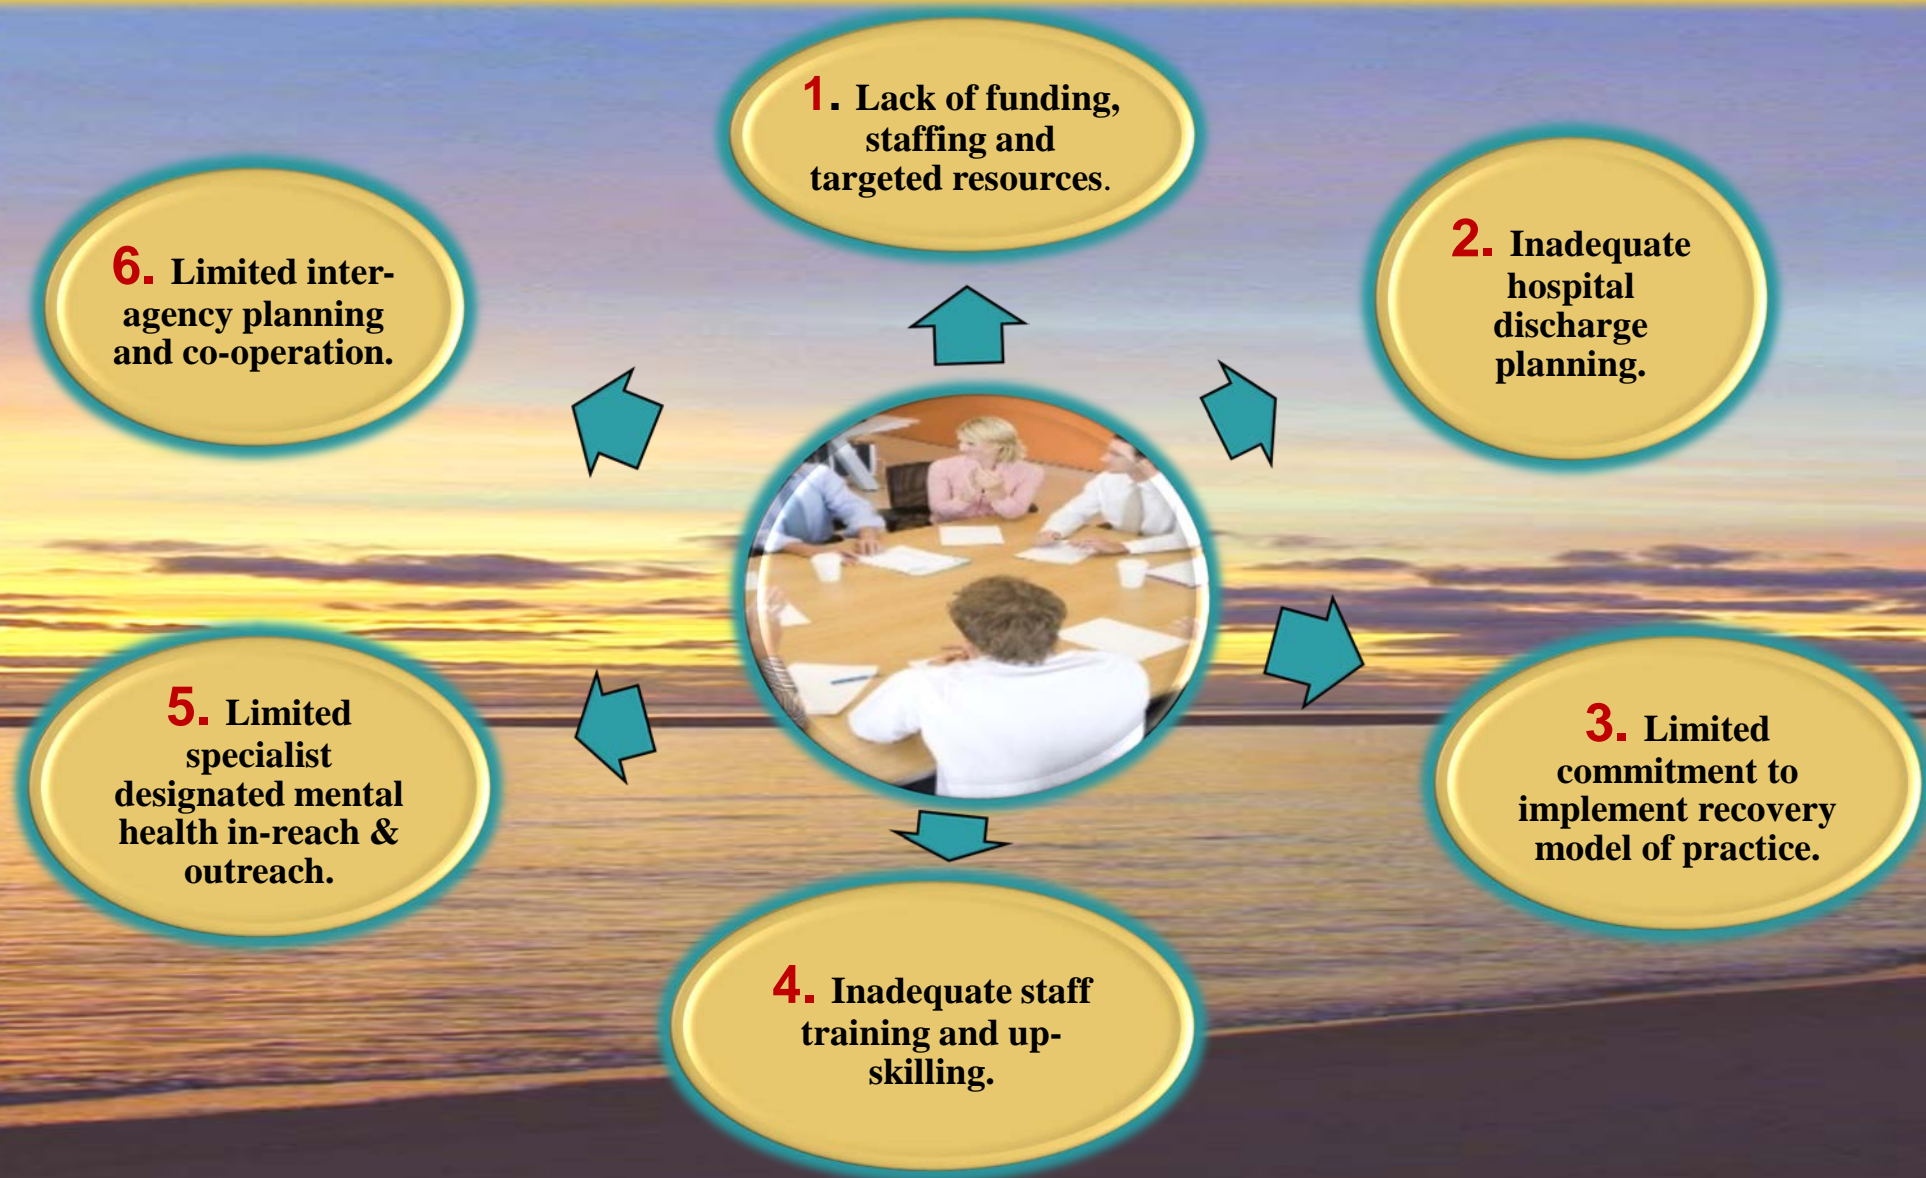 1. Lack of funding,
staffing and
targeted resources.
2. Inadequate
hospital
discharge
planning.
3. Limited
commitment to
implement recovery
model of practice.
4. Inadequate staff
training and up-
skilling.
5. Limited
specialist
designated mental
health in-reach &
outreach.
6. Limited inter-
agency planning
and co-operation.